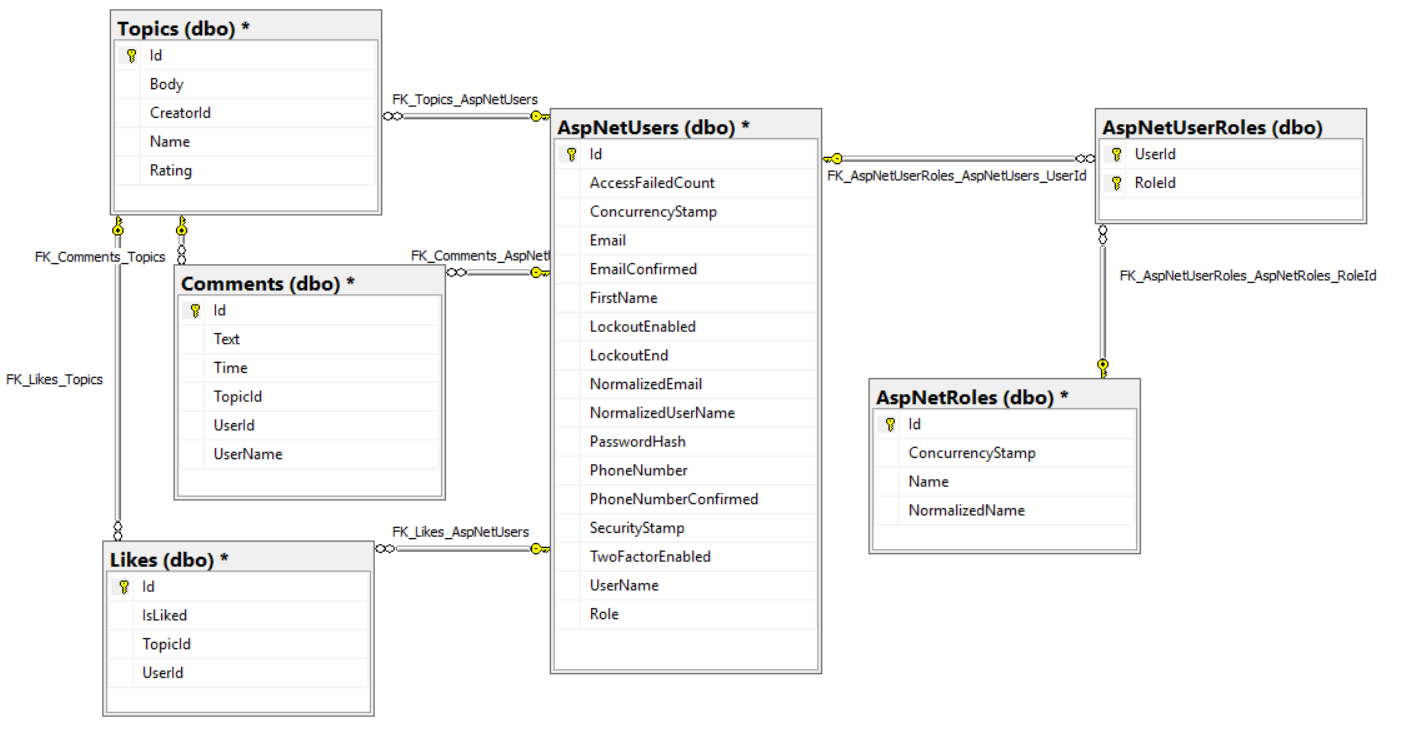 Topics (dbo) *
Id
Body
CreatorId
Name
Rating
FK_Topics_AspNetUsers
AspNetUsers (dbo) *
Id
AccessFailedCount
ConcurrencyStamp
Email
EmailConfirmed
FirstName
LockoutEnabled
LockoutEnd
NormalizedEmail
NormalizedUserName
PasswordHash
PhoneNumber
PhoneNumberConfirmed
SecurityStamp
TwoFactorEnabled
UserName
Role
AspNetUserRoles (dbo)
UserId
RoleId
FK_AspNetUserRoles_AspNetUsers_UserId
FK_AspNetUserRoles_AspNetRoles_RoleId
AspNetRoles (dbo) *
Id
ConcurrencyStamp
Name
NormalizedName
FK_Comments_Topics
FK_Comments_AspNetU
Comments (dbo) *
Id
Text
Time
TopicId
UserId
UserName
FK_Likes_Topics
FK_Likes_AspNetUsers
Likes (dbo) *
Id
IsLiked
TopicId
UserId